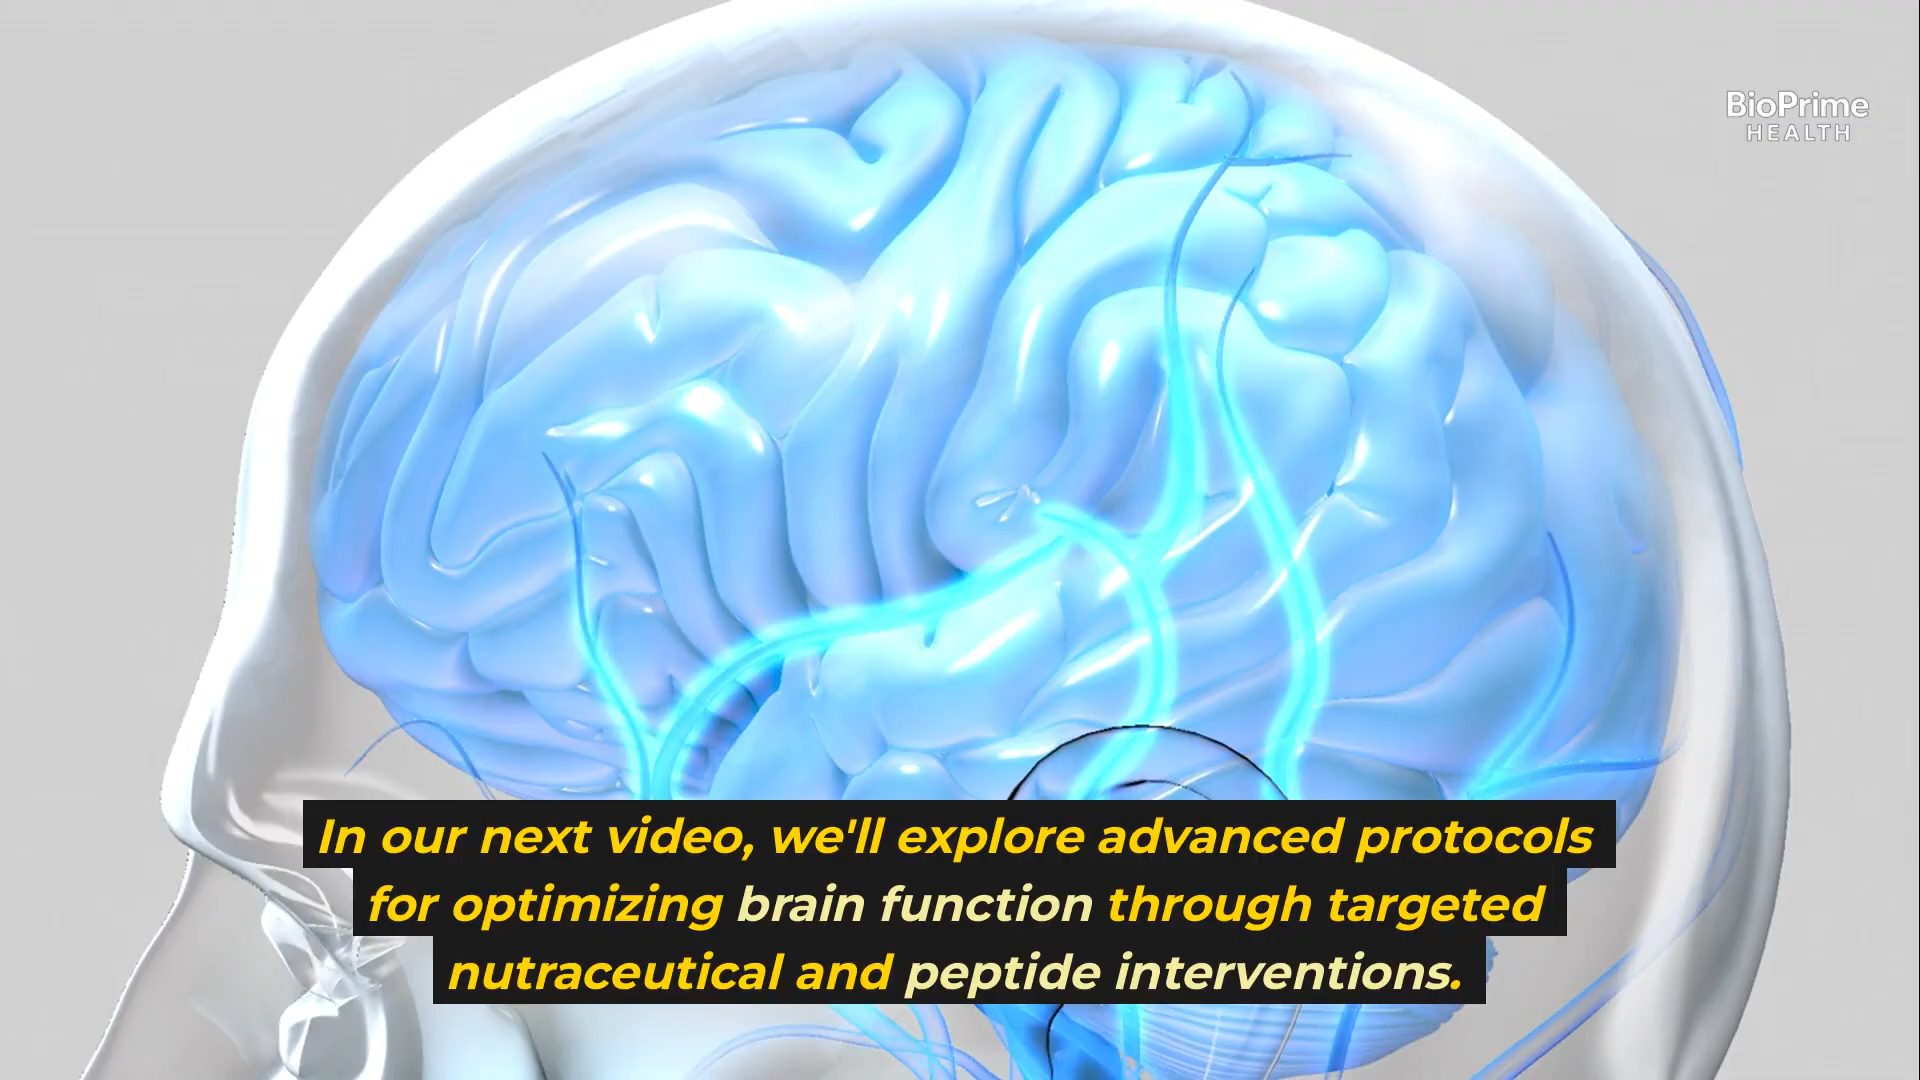 BioPrime
HEALTH
In our next video, we'll explore advanced protocols
for optimizing brain function through targeted
nutraceutical and peptide interventions.